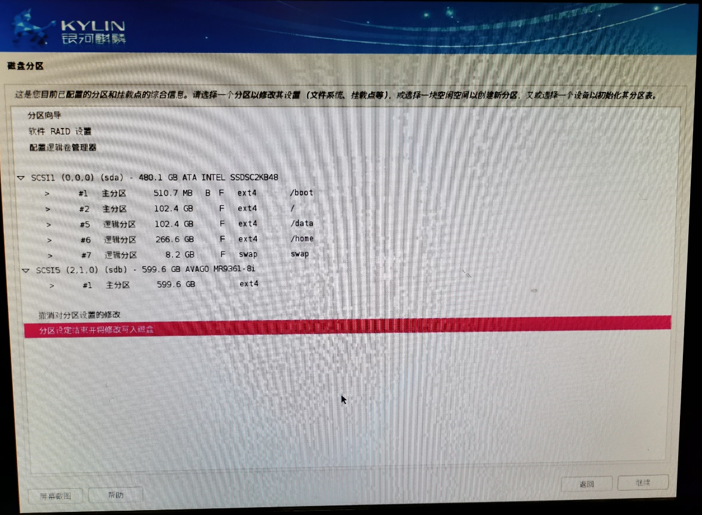 KYLIN
银河麒麟
磁盘分区
这是您目前已配置的分区和挂载点的综合信息。请选择一个分区以修改其设置（文件系统、挂载点等），或选择一块空闲空间以创建新分区，又或选择一个设备以初始化其分区表。
分区向导
软件 RAID 设置
配置逻辑卷管理器
SCSI1 (0,0,0) (sda) - 480.1 GB ATA INTEL SSDSC2KB48
> #1 主分区 510.7 MB B F ext4 /boot
> #2 主分区 102.4 GB F ext4 /
> #5 逻辑分区 102.4 GB F ext4 /data
> #6 逻辑分区 266.6 GB F ext4 /home
> #7 逻辑分区 8.2 GB F swap swap
SCSI5 (2,1,0) (sdb) - 599.6 GB AVAGO MR9361-8i
> #1 主分区 599.6 GB ext4
撤消对分区设置的修改
分区设定结束并将修改写入磁盘
屏幕截图 帮助 返回 继续